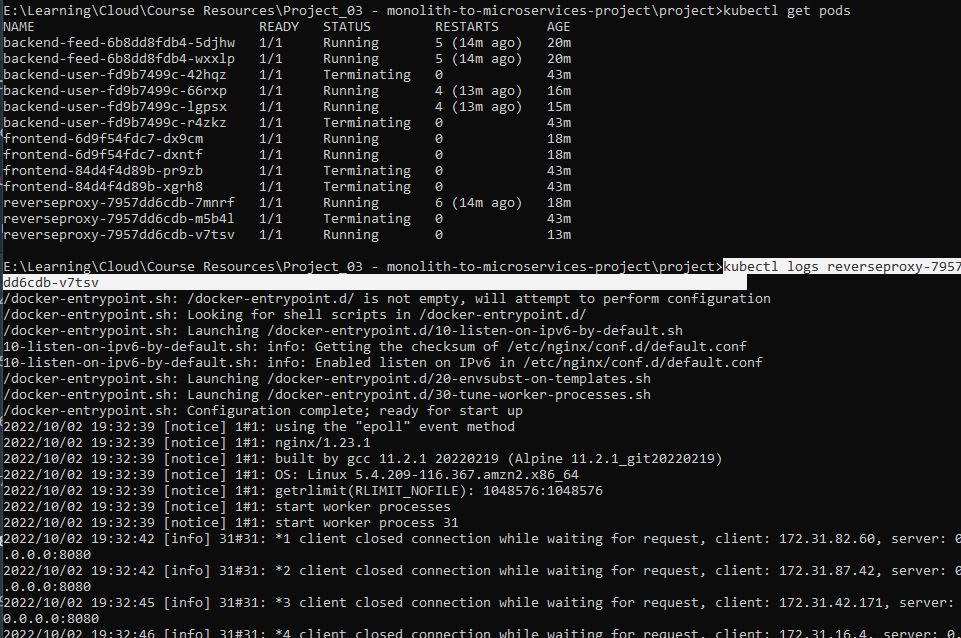 E:\Learning\Cloud\Course Resources\Project_03 - monolith-to-microservices-project\project>kubectl get pods
NAME READY STATUS RESTARTS AGE
backend-feed-6b8dd8fdb4-5djhw 1/1 Running 5 (14m ago) 20m
backend-feed-6b8dd8fdb4-wxxlp 1/1 Running 5 (14m ago) 20m
backend-user-fd9b7499c-42hqz 1/1 Terminating 0 43m
backend-user-fd9b7499c-66rxp 1/1 Running 4 (13m ago) 16m
backend-user-fd9b7499c-lgpsx 1/1 Running 4 (13m ago) 15m
backend-user-fd9b7499c-r4zkz 1/1 Terminating 0 43m
frontend-6d9f54fdc7-dx9cm 1/1 Running 0 18m
frontend-6d9f54fdc7-dxntf 1/1 Running 0 18m
frontend-84d4f4d89b-pr9zb 1/1 Terminating 0 43m
frontend-84d4f4d89b-xgrh8 1/1 Terminating 0 43m
reverseproxy-7957dd6cdb-7mnrf 1/1 Running 6 (14m ago) 18m
reverseproxy-7957dd6cdb-m5b4l 1/1 Terminating 0 43m
reverseproxy-7957dd6cdb-v7tsv 1/1 Running 0 13m
E:\Learning\Cloud\Course Resources\Project_03 - monolith-to-microservices-project\project>kubectl logs reverseproxy-7957
dd6cdb-v7tsv
/docker-entrypoint.sh: /docker-entrypoint.d/ is not empty, will attempt to perform configuration
/docker-entrypoint.sh: Looking for shell scripts in /docker-entrypoint.d/
/docker-entrypoint.sh: Launching /docker-entrypoint.d/10-listen-on-ipv6-by-default.sh
10-listen-on-ipv6-by-default.sh: info: Getting the checksum of /etc/nginx/conf.d/default.conf
10-listen-on-ipv6-by-default.sh: info: Enabled listen on IPv6 in /etc/nginx/conf.d/default.conf
/docker-entrypoint.sh: Launching /docker-entrypoint.d/20-envsubst-on-templates.sh
/docker-entrypoint.sh: Launching /docker-entrypoint.d/30-tune-worker-processes.sh
/docker-entrypoint.sh: Configuration complete; ready for start up
2022/10/02 19:32:39 [notice] 1#1: using the "epoll" event method
2022/10/02 19:32:39 [notice] 1#1: nginx/1.23.1
2022/10/02 19:32:39 [notice] 1#1: built by gcc 11.2.1 20220219 (Alpine 11.2.1_git20220219)
2022/10/02 19:32:39 [notice] 1#1: OS: Linux 5.4.209-116.367.amzn2.x86_64
2022/10/02 19:32:39 [notice] 1#1: getrlimit(RLIMIT_NOFILE): 1048576:1048576
2022/10/02 19:32:39 [notice] 1#1: start worker processes
2022/10/02 19:32:39 [notice] 1#1: start worker process 31
2022/10/02 19:32:42 [info] 31#31: *1 client closed connection while waiting for request, client: 172.31.82.60, server: 0
.0.0.0:8080
2022/10/02 19:32:42 [info] 31#31: *2 client closed connection while waiting for request, client: 172.31.87.42, server: 0
.0.0.0:8080
2022/10/02 19:32:45 [info] 31#31: *3 client closed connection while waiting for request, client: 172.31.42.171, server:
0.0.0.0:8080
2022/10/02 19:32:46 [info] 31#31: *4 client closed connection while waiting for request, client: 172.31.16.4, server: 0